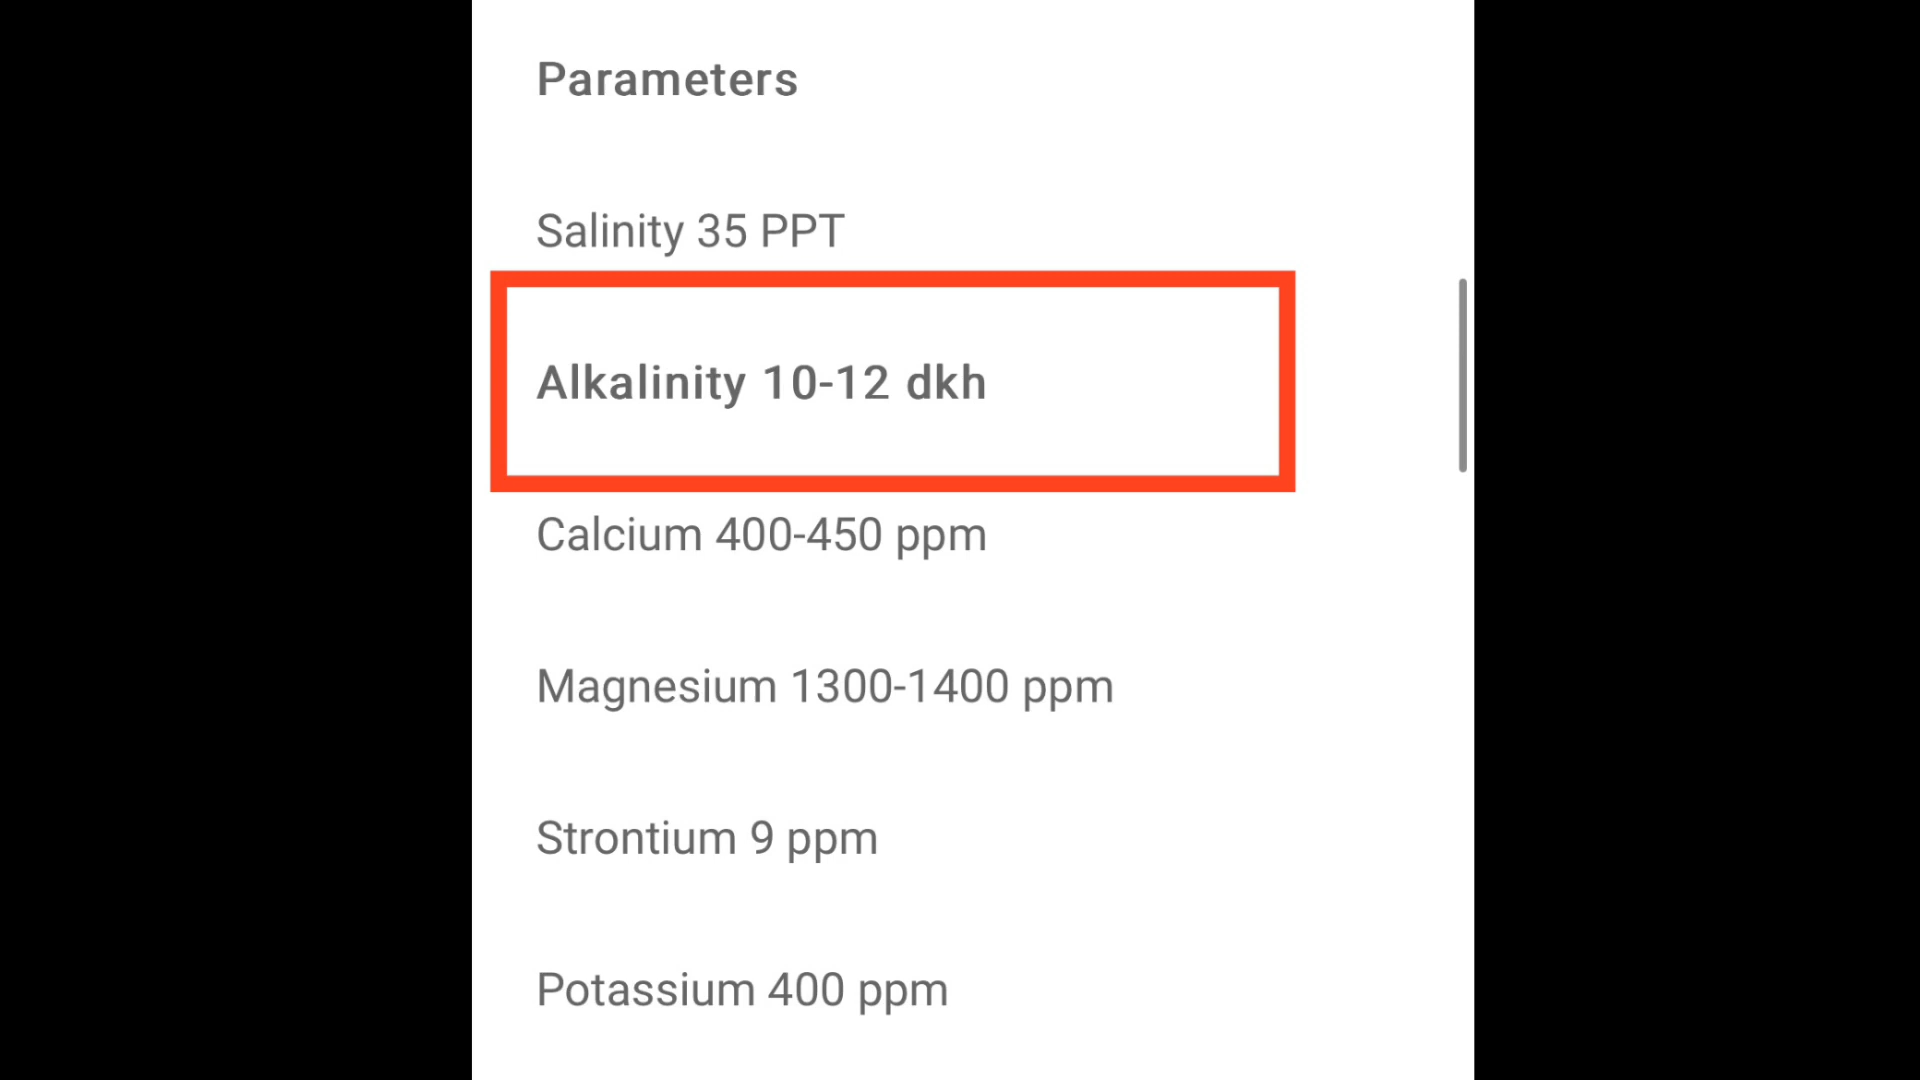 Parameters
Salinity 35 PPT
Alkalinity 10-12 dkh
Calcium 400-450 ppm
Magnesium 1300-1400 ppm
Strontium 9 ppm
Potassium 400 ppm